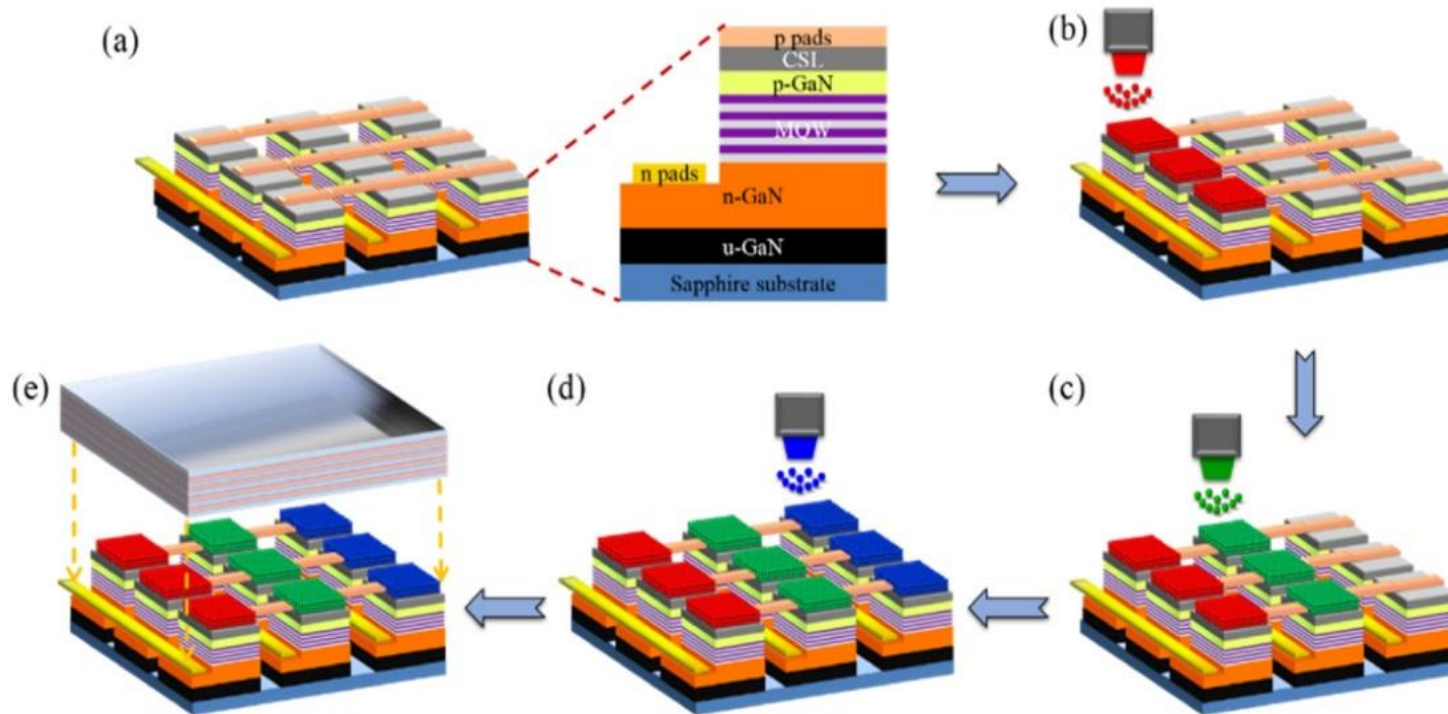 (a)
p pads
CSL
p-GaN
MQW
n pads
n-GaN
u-GaN
Sapphire substrate
(b)
(e)
(d)
(c)